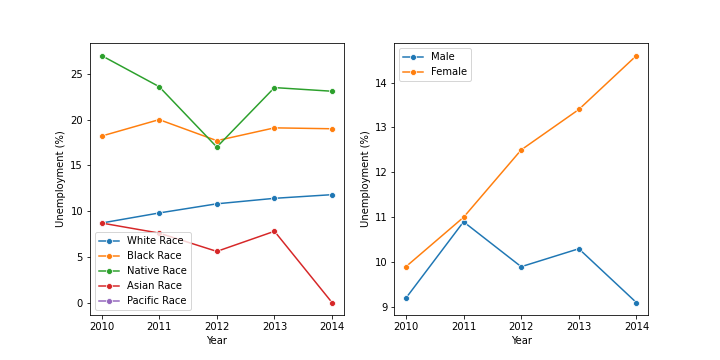 Unemployment (%)
25
20
15
10
5
0
White Race
Black Race
Native Race
Asian Race
Pacific Race
2010 2011 2012 2013 2014
Year
Unemployment (%)
14
13
12
11
10
9
Male
Female
2010 2011 2012 2013 2014
Year